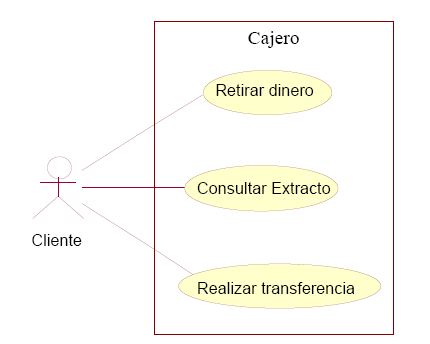 Cajero
Retirar dinero
Consultar Extracto
Cliente
Realizar transferencia